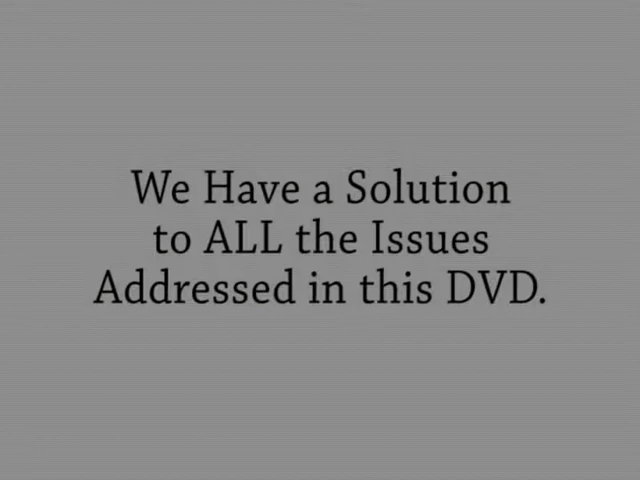 We Have a Solution
to ALL the Issues
Addressed in this DVD.